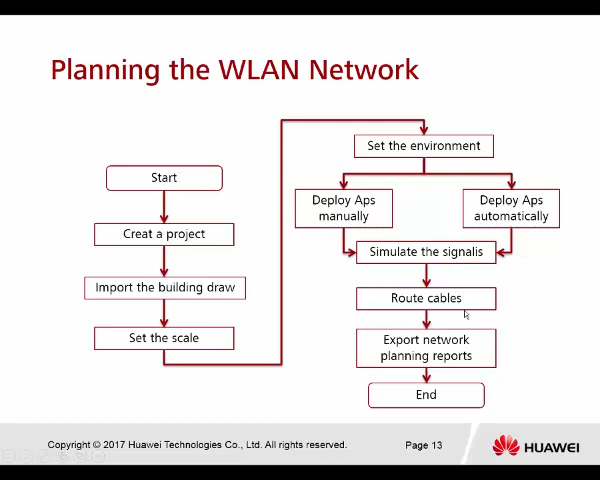 Planning the WLAN Network
Start
Creat a project
Import the building draw
Set the scale
Set the environment
Deploy Aps
manually
Deploy Aps
automatically
Simulate the signalis
Route cables
Export network
planning reports
End
Copyright © 2017 Huawei Technologies Co., Ltd. All rights reserved.
Page 13
HUAWEI